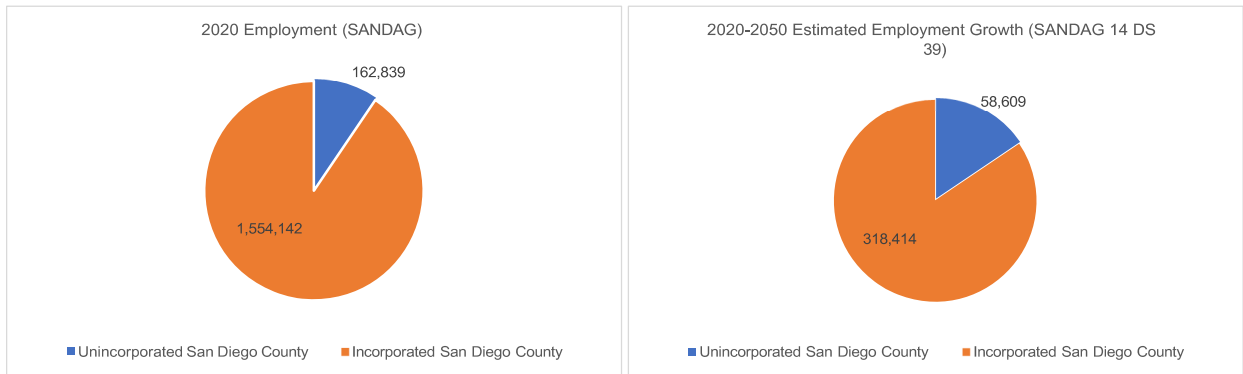 2020 Employment (SANDAG)
162,839
1,554,142
Unincorporated San Diego County
Incorporated San Diego County
2020-2050 Estimated Employment Growth (SANDAG 14 DS
39)
58,609
318,414
Unincorporated San Diego County
Incorporated San Diego County